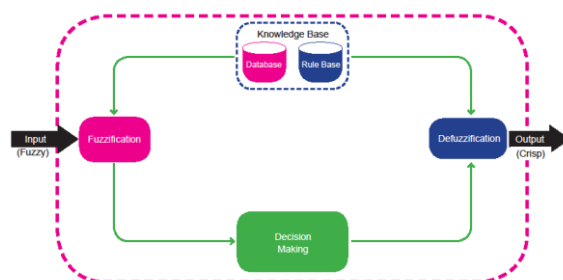 Knowledge Base
Database
Rule Base
Input
(Fuzzy)
Fuzzification
Defuzzification
Output
(Crisp)
Decision
Making